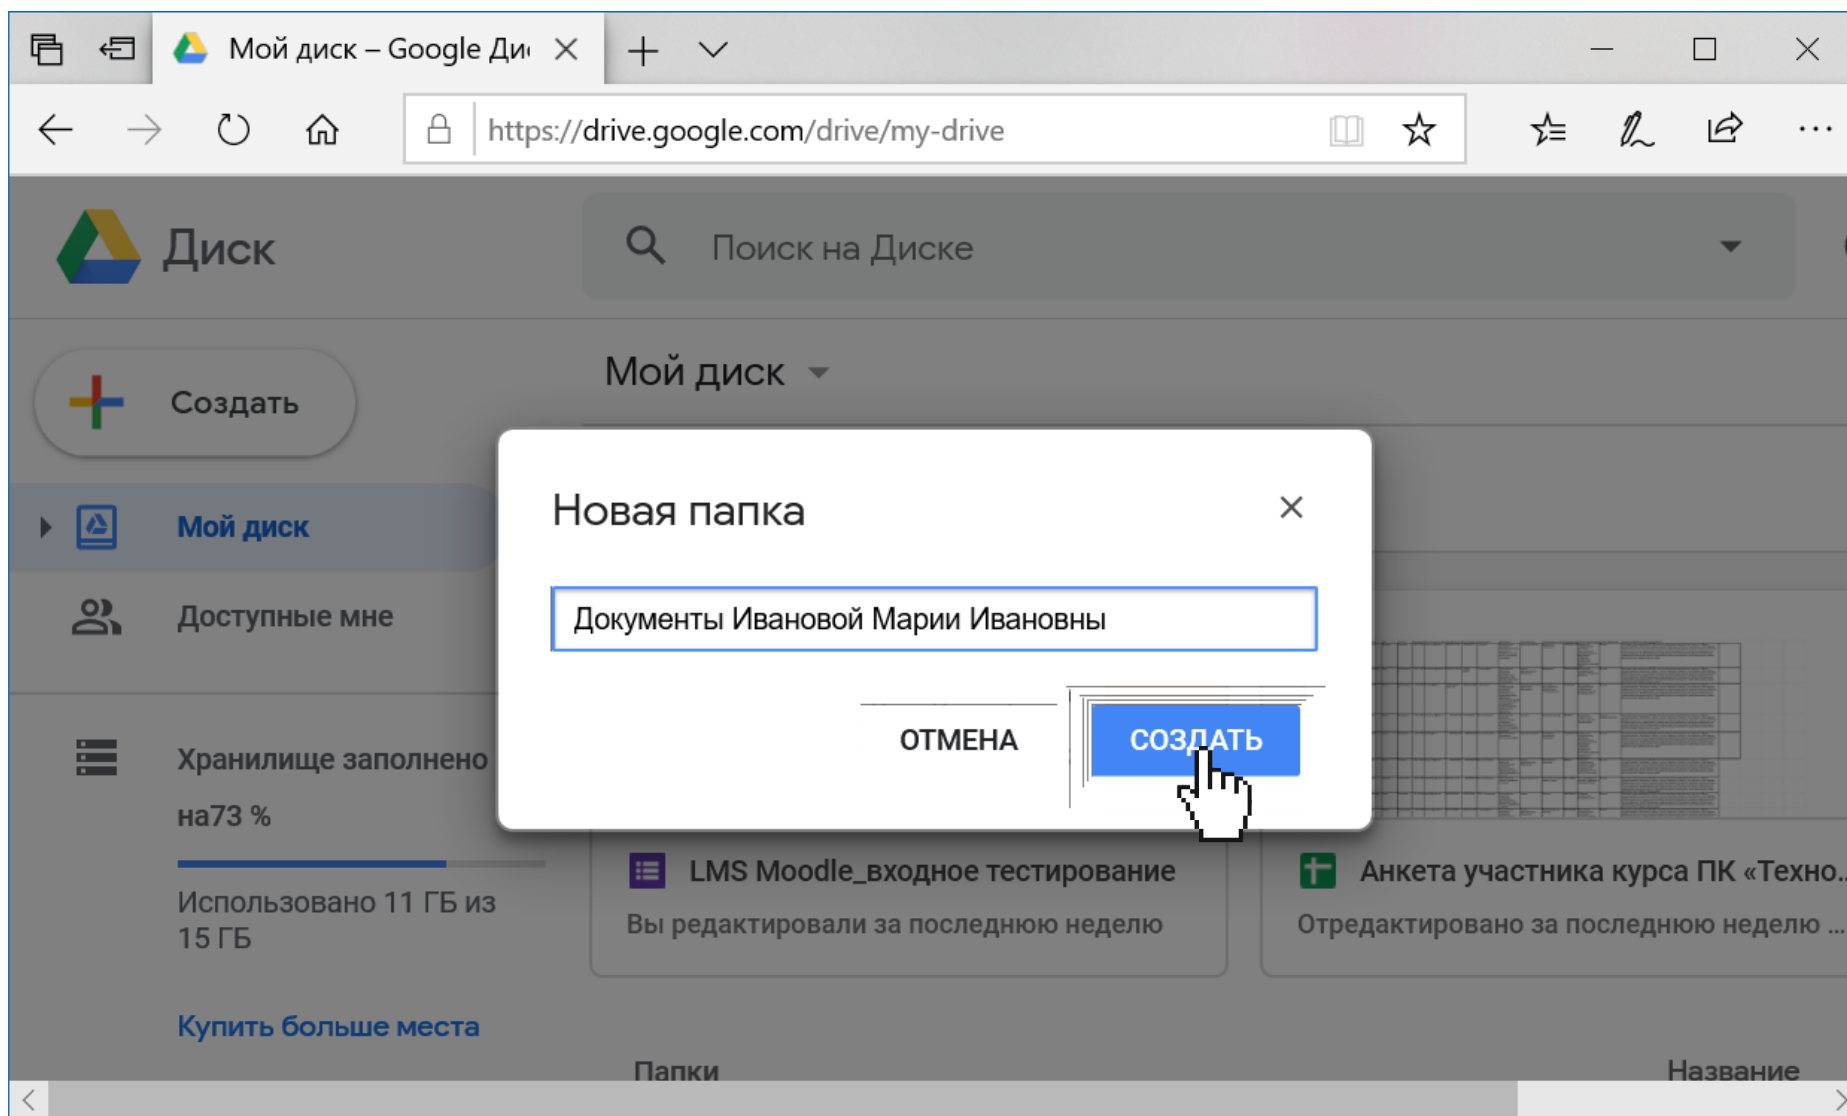 Мой диск – Google Ди
https://drive.google.com/drive/my-drive
Диск
Поиск на Диске
Создать
Мой диск
Мой диск
Доступные мне
Хранилище заполнено
на73 %
Использовано 11 ГБ из
15 ГБ
Купить больше места
Новая папка
Документы Ивановой Марии Ивановны
ОТМЕНА
СОЗДАТЬ
LMS Moodle_входное тестирование
Вы редактировали за последнюю неделю
Анкета участника курса ПК «Техно...
Отредактировано за последнюю неделю ...
Папки
Название